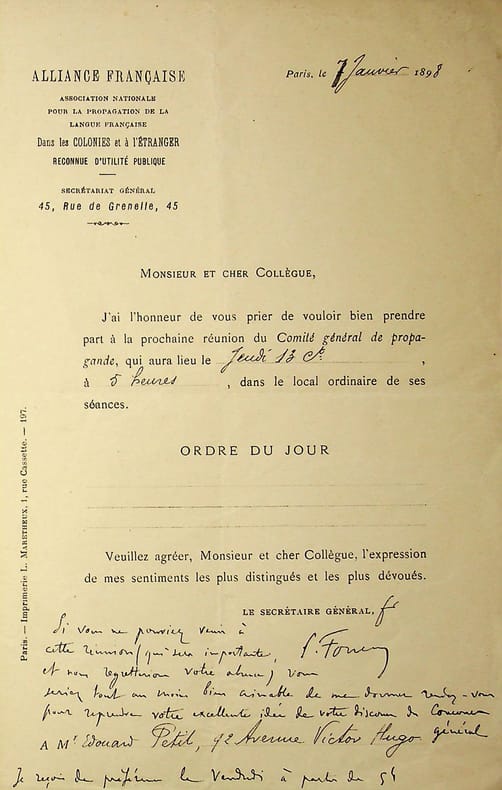 ALLIANCE FRANÇAISE
ASSOCIATION NATIONALE
POUR LA PROPAGATION DE LA
LANGUE FRANÇAISE
Dans les COLONIES et à l'ÉTRANGER
RECONNUE D'UTILITÉ PUBLIQUE
SECRÉTARIAT GÉNÉRAL
45, Rue de Grenelle, 45
Paris, le 7 Janvier 1898
MONSIEUR ET CHER COLLÈGUE,
J'ai l'honneur de vous prier de vouloir bien prendre
part à la prochaine réunion du Comité général de propa-
gande, qui aura lieu le Jeudi 13 Ct,
à 5 heures, dans le local ordinaire de ses
séances.
ORDRE DU JOUR
Veuillez agréer, Monsieur et cher Collègue, l'expression
de mes sentiments les plus distingués et les plus dévoués.
LE SECRÉTAIRE GÉNÉRAL,
Si vous ne pouviez venir à
cette réunion (qui sera importante,
et nous regretterions votre absence) vous
seriez tout au moins bien aimable de me donner rendez-vous
pour reprendre votre excellente idée de votre discours du Concours
général
A Mr Edouard Petit, 92 Avenue Victor Hugo
Je reçois de préférence le Vendredi à partir de 5h
Paris. — Imprimerie L. MARETHEUX, 1, rue Cassette. — 197.